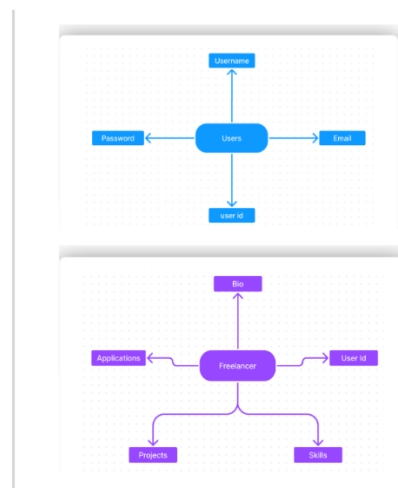 Username
Password
Users
Email
user id
Bio
Applications
Freelancer
User Id
Projects
Skills